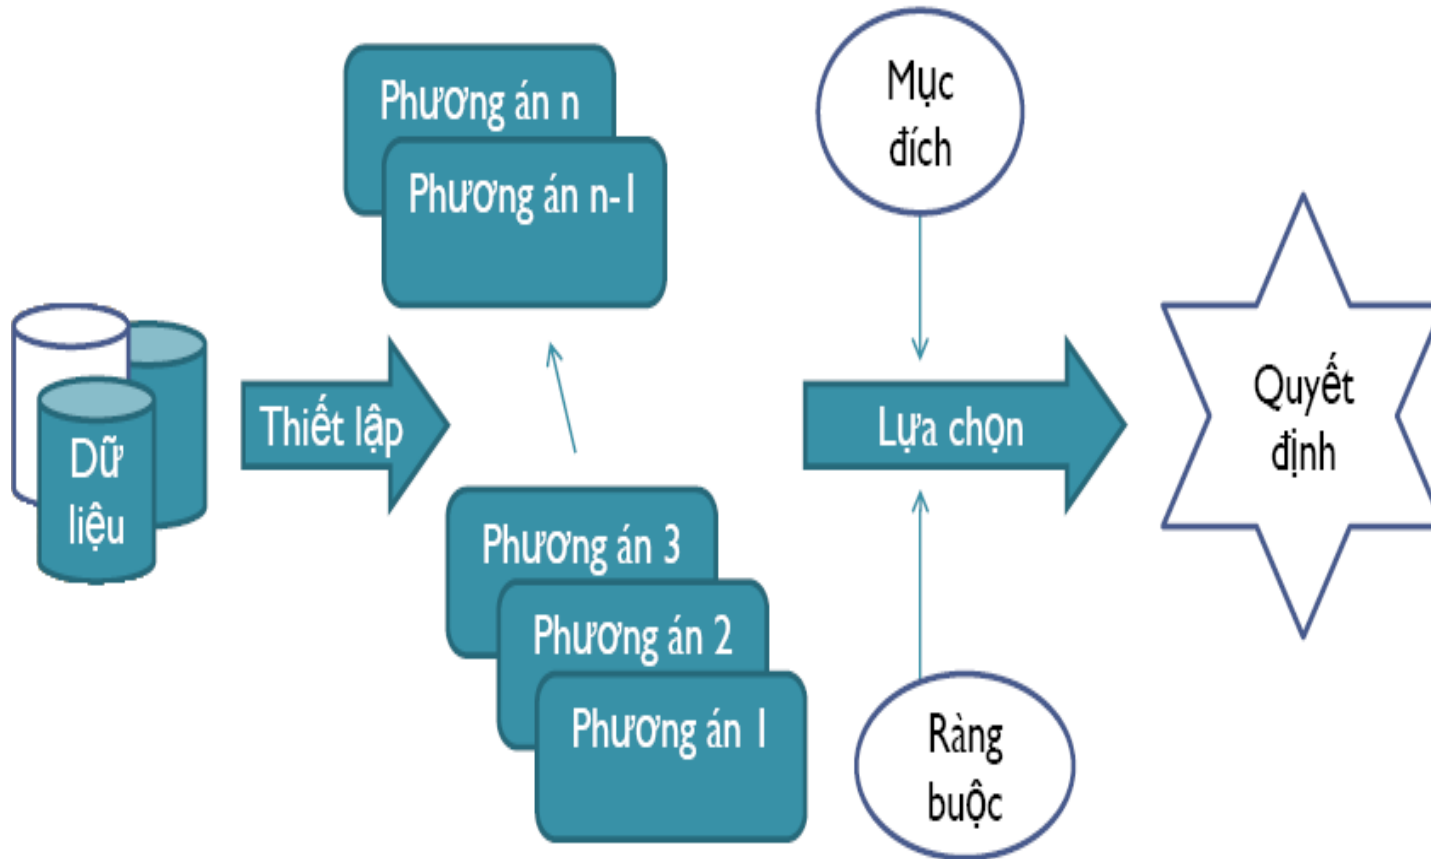 Phương án n
Phương án n-1
Mục
đích
Dữ
liệu
Thiết lập
Lựa chọn
Quyết
định
Phương án 3
Phương án 2
Phương án 1
Ràng
buộc